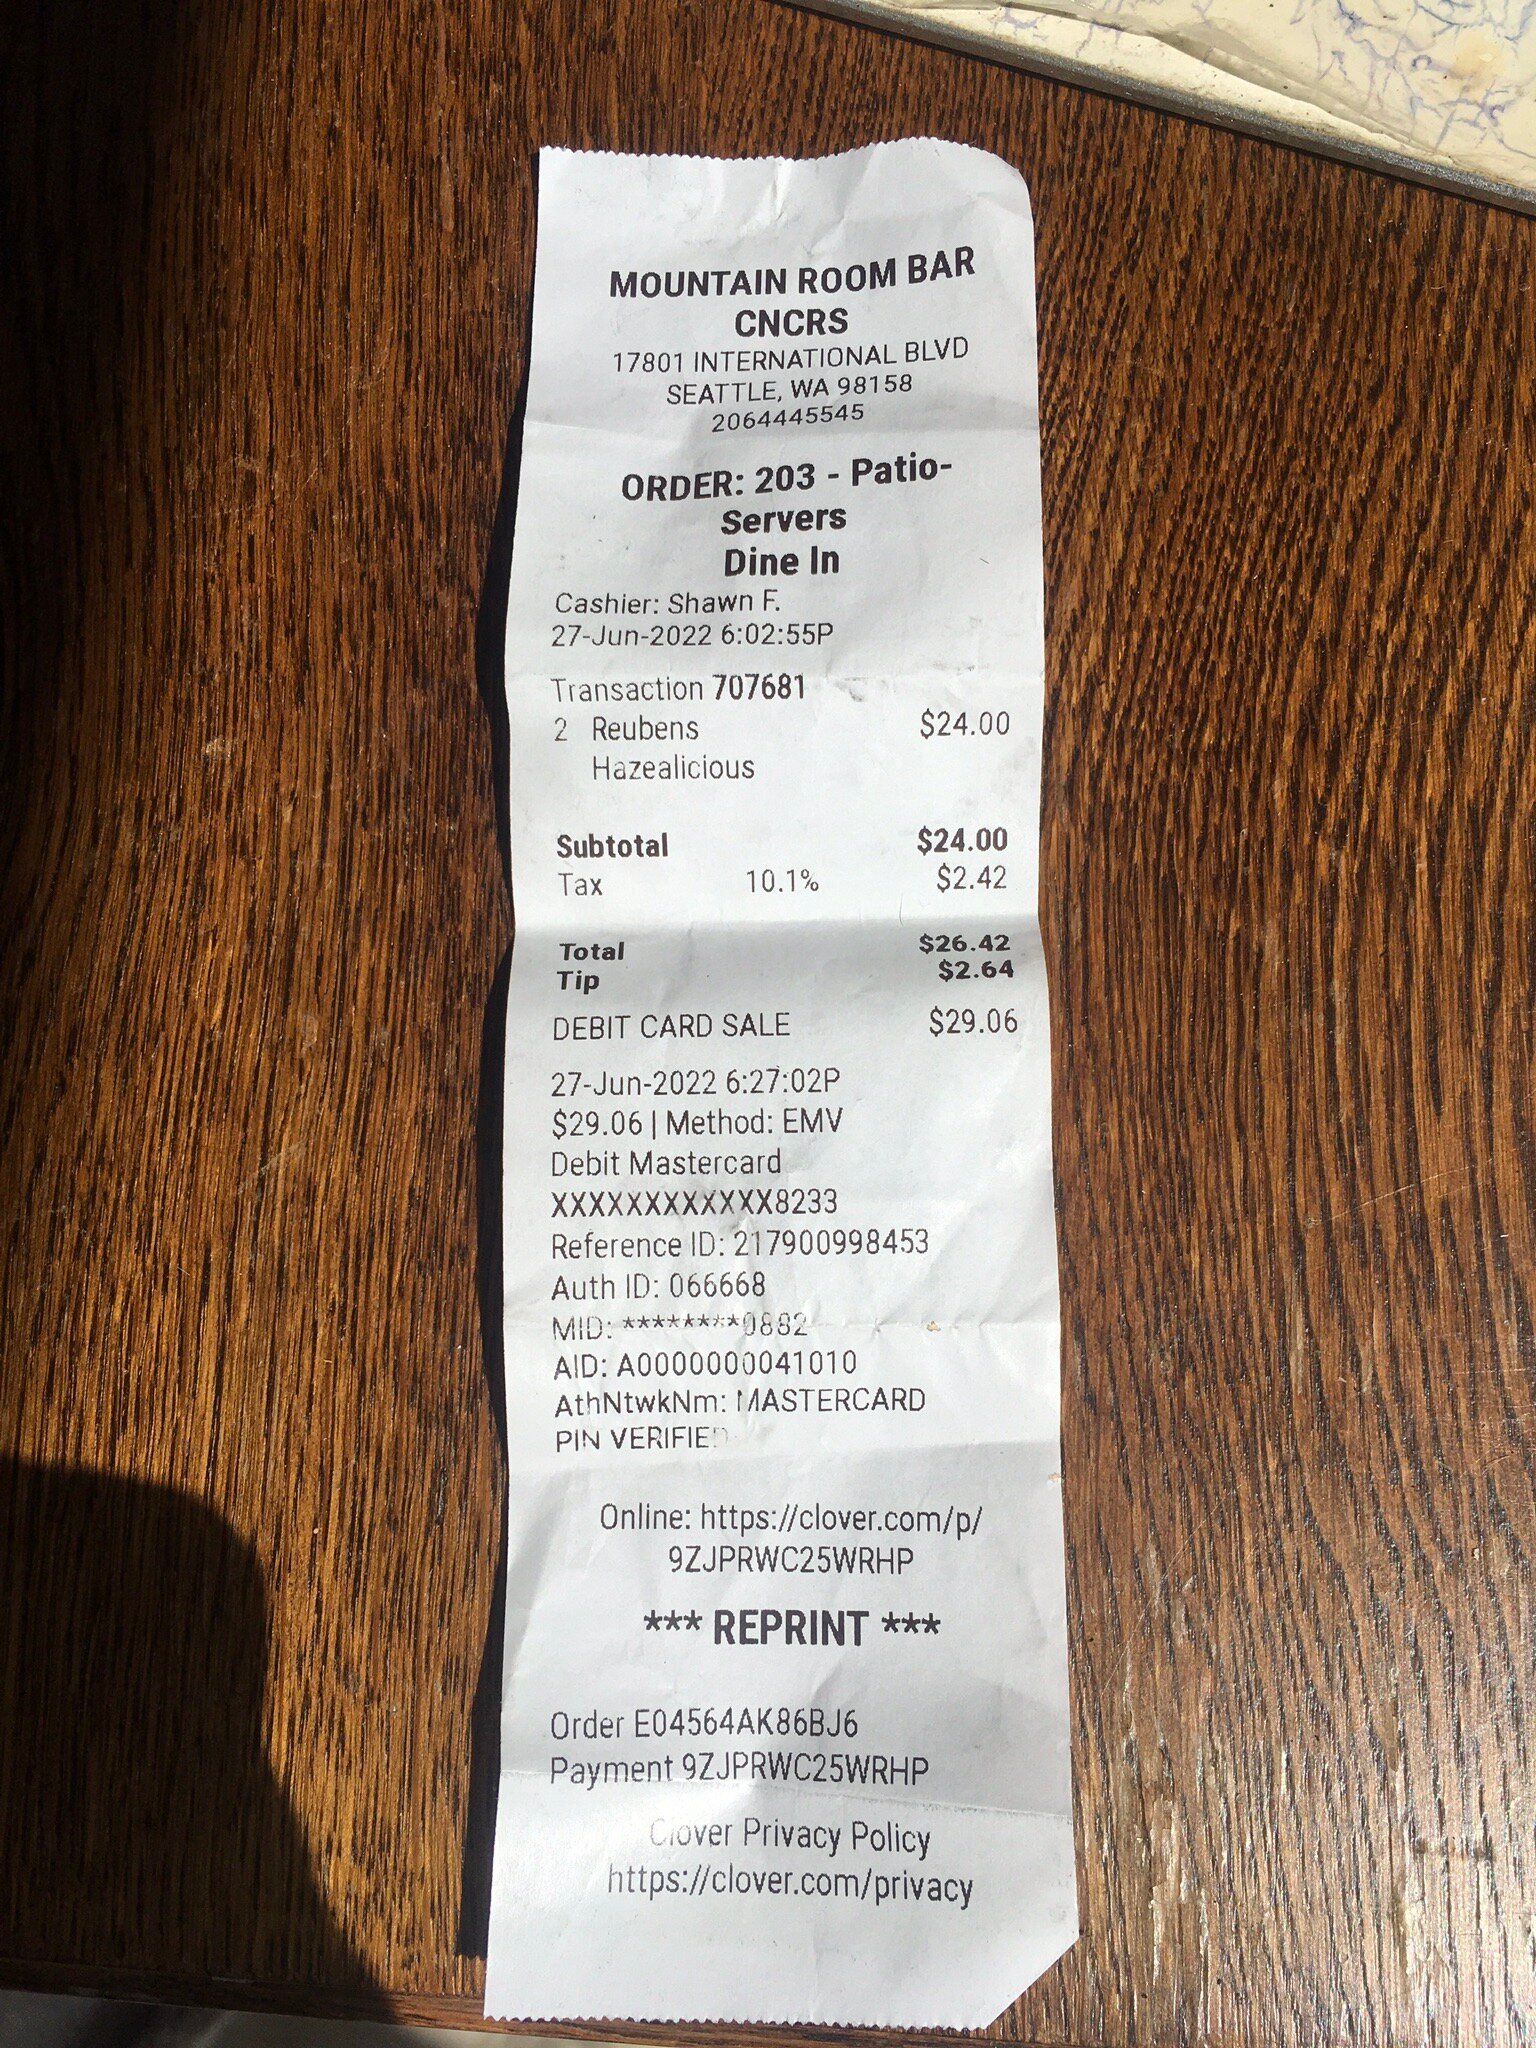 MOUNTAIN ROOM BAR
CNCRS
17801 INTERNATIONAL BLVD
SEATTLE, WA 98158
2064445545
ORDER: 203 - Patio-
Servers
Dine In
Cashier: Shawn F.
27-Jun-2022 6:02:55P
Transaction 707681
2 Reubens $24.00
Hazealicious
Subtotal $24.00
Tax 10.1% $2.42
Total $26.42
Tip $2.64
DEBIT CARD SALE $29.06
27-Jun-2022 6:27:02P
$29.06 | Method: EMV
Debit Mastercard
XXXXXXXXXXXX8233
Reference ID: 217900998453
Auth ID: 066668
MID: ********0882
AID: A0000000041010
AthNtwkNm: MASTERCARD
PIN VERIFIED
Online: https://clover.com/p/
9ZJPRWC25WRHP
*** REPRINT ***
Order E04564AK86BJ6
Payment 9ZJPRWC25WRHP
Clover Privacy Policy
https://clover.com/privacy